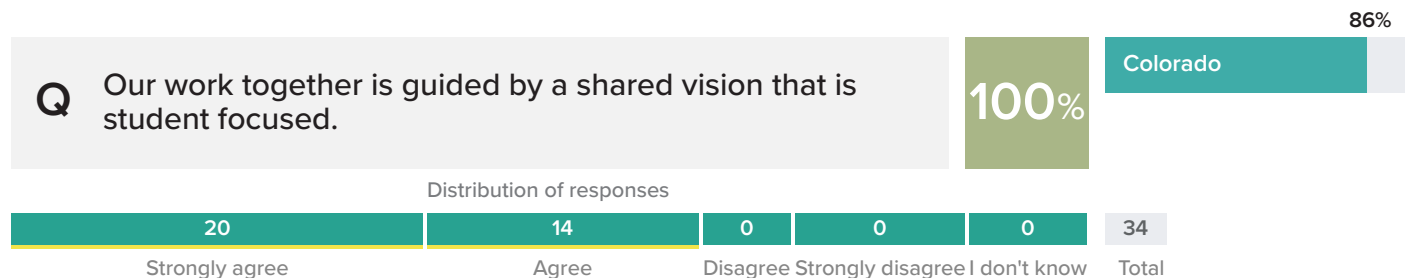 86%
Q
Our work together is guided by a shared vision that is
student focused.
100%
Colorado
Distribution of responses
20 14 0 0 0 34
Strongly agree Agree Disagree Strongly disagree I don't know Total